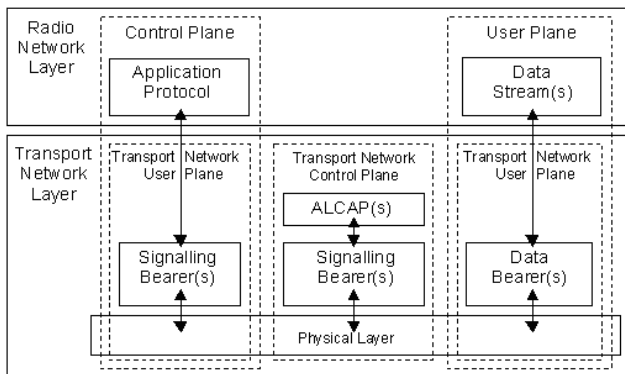 Radio
Network
Layer
Control Plane
User Plane
Application
Protocol
Data
Stream(s)
Transport
Network
Layer
Transport Network
User Plane
Transport Network
Control Plane
Transport Network
User Plane
ALCAP(s)
Signalling
Bearer(s)
Signalling
Bearer(s)
Data
Bearer(s)
Physical Layer